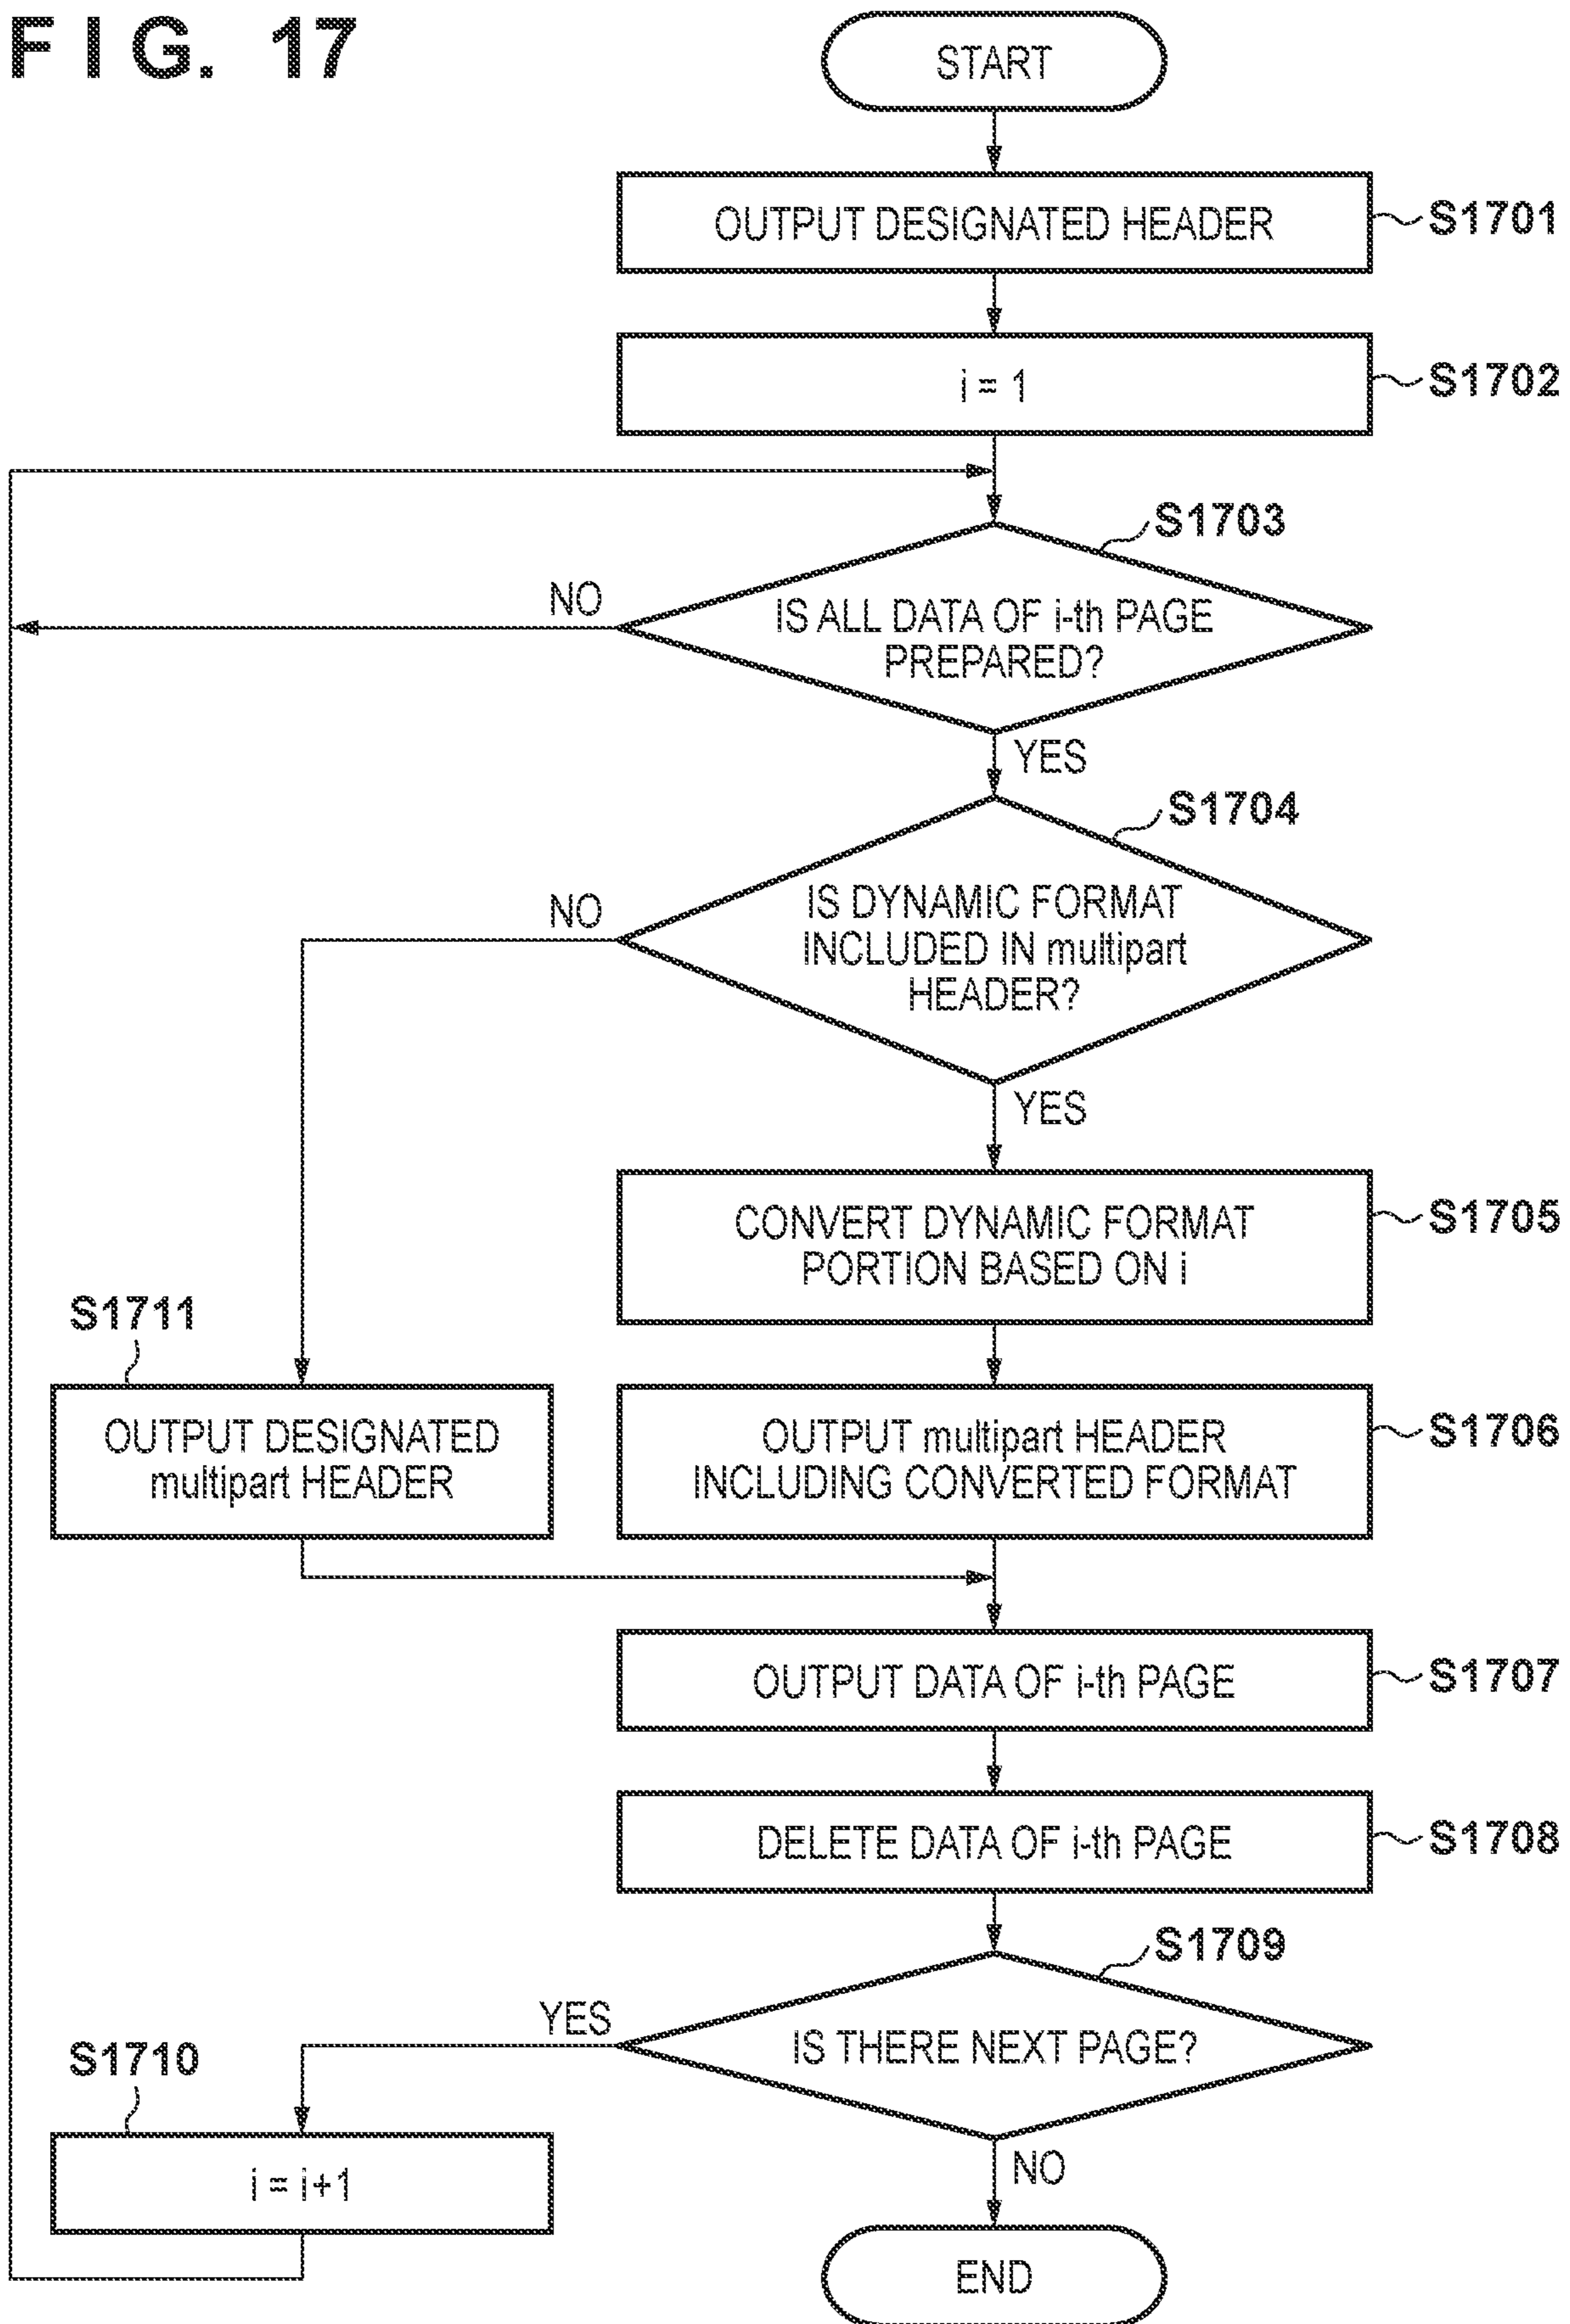 FIG. 17
START
OUTPUT DESIGNATED HEADER
S1701
i = 1
S1702
S1703
NO
IS ALL DATA OF i-th PAGE
PREPARED?
YES
S1704
NO
IS DYNAMIC FORMAT
INCLUDED IN multipart
HEADER?
YES
CONVERT DYNAMIC FORMAT
PORTION BASED ON i
S1705
S1711
OUTPUT DESIGNATED
multipart HEADER
OUTPUT multipart HEADER
INCLUDING CONVERTED FORMAT
S1706
OUTPUT DATA OF i-th PAGE
S1707
DELETE DATA OF i-th PAGE
S1708
S1709
YES
IS THERE NEXT PAGE?
S1710
i = i+1
NO
END